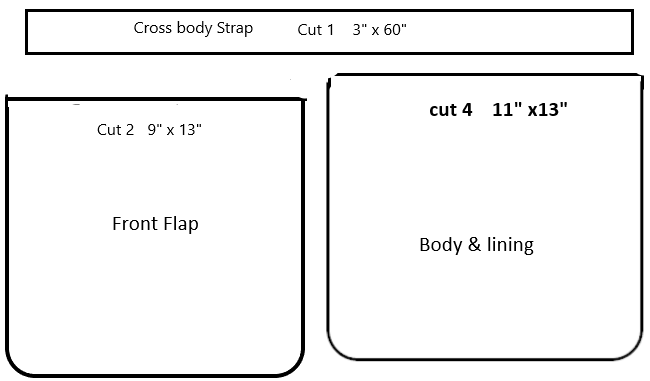 Cross body Strap Cut 1 3" x 60"
Cut 2 9" x 13"
Front Flap
cut 4 11" x13"
Body & lining